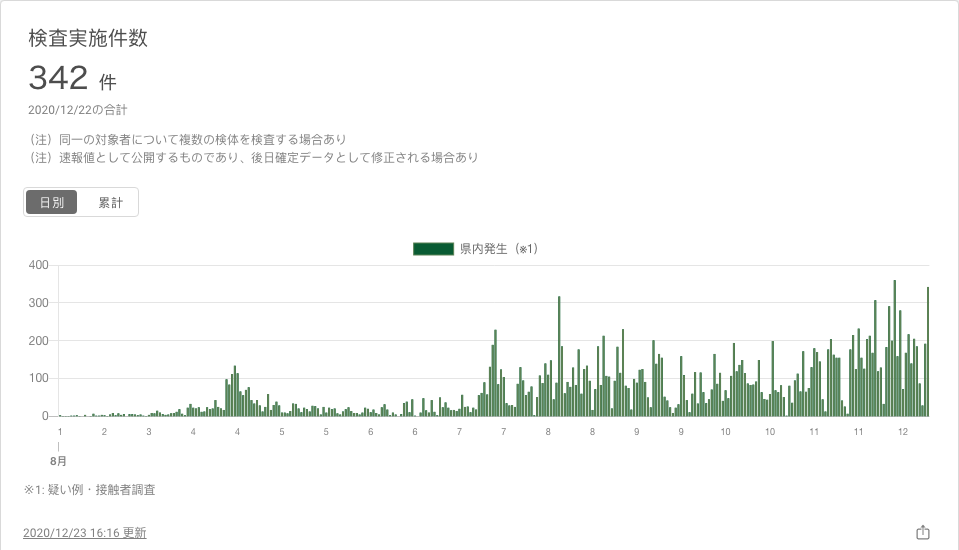 検査実施件数
342 件
2020/12/22の合計
（注）同一の対象者について複数の検体を検査する場合あり
（注）速報値として公開するものであり、後日確定データとして修正される場合あり
日別 累計
県内発生（※1）
400
300
200
100
0
1 2 3 4 4 5 5 6 6 7 7 8 8 9 9 10 10 11 11 12
8月
※1: 疑い例・接触者調査
2020/12/23 16:16 更新